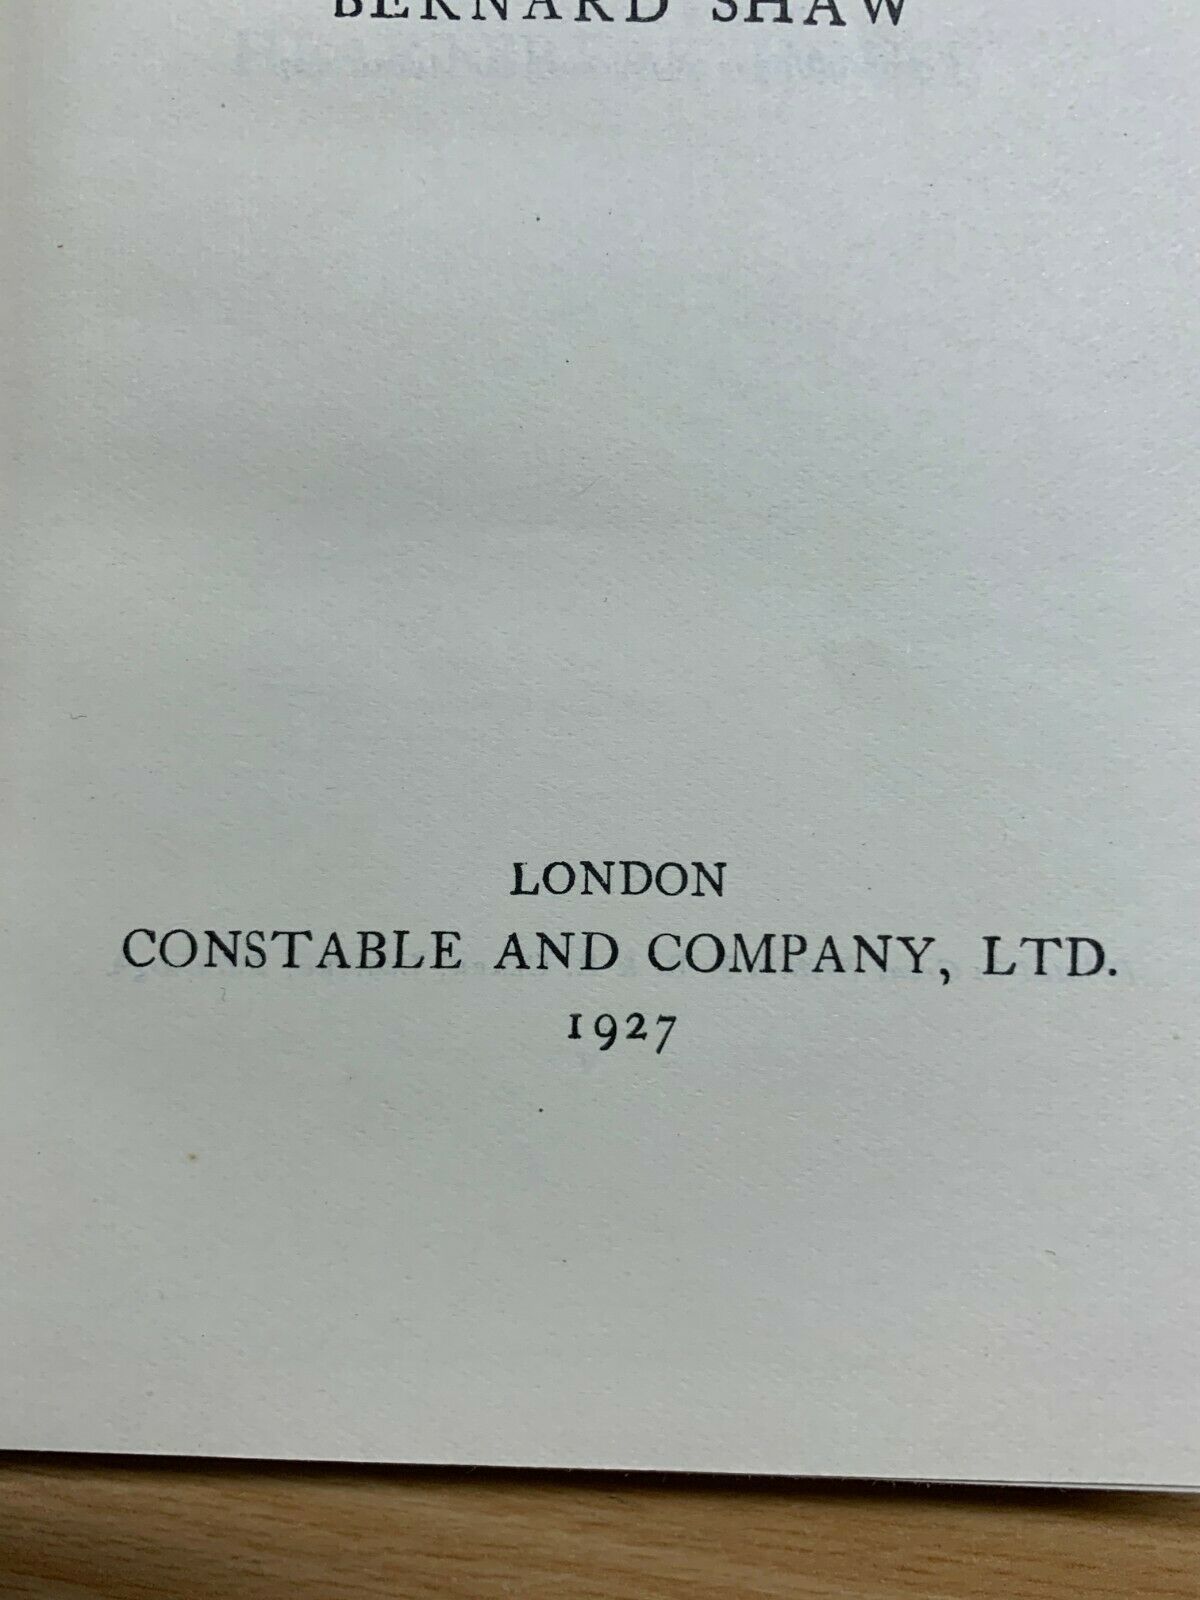 BERNARD SHAW
LONDON
CONSTABLE AND COMPANY, LTD.
1927